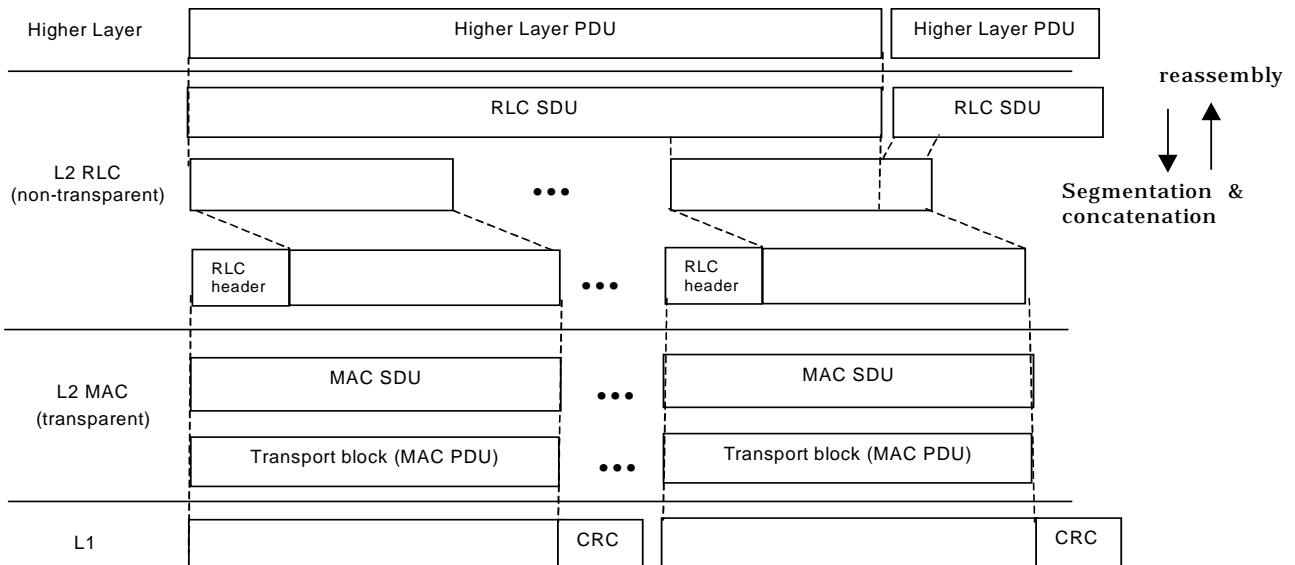 Higher Layer
Higher Layer PDU
Higher Layer PDU
reassembly
RLC SDU
RLC SDU
L2 RLC
(non-transparent)
Segmentation &
concatenation
RLC
header
RLC
header
L2 MAC
(transparent)
MAC SDU
MAC SDU
Transport block (MAC PDU)
Transport block (MAC PDU)
L1
CRC
CRC